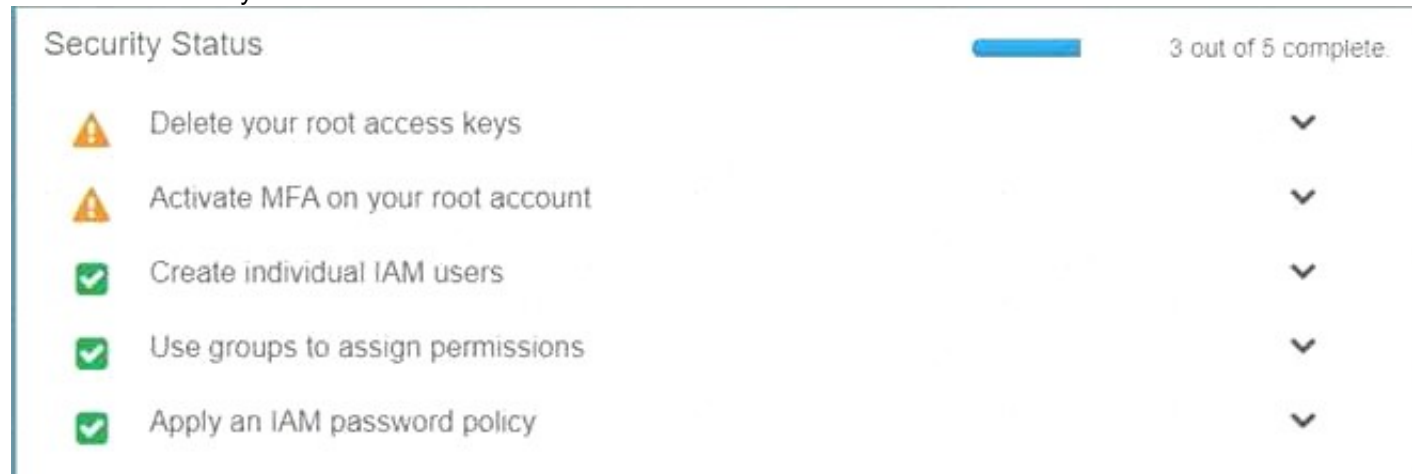 Security Status
3 out of 5 complete.
Delete your root access keys
Activate MFA on your root account
Create individual IAM users
Use groups to assign permissions
Apply an IAM password policy